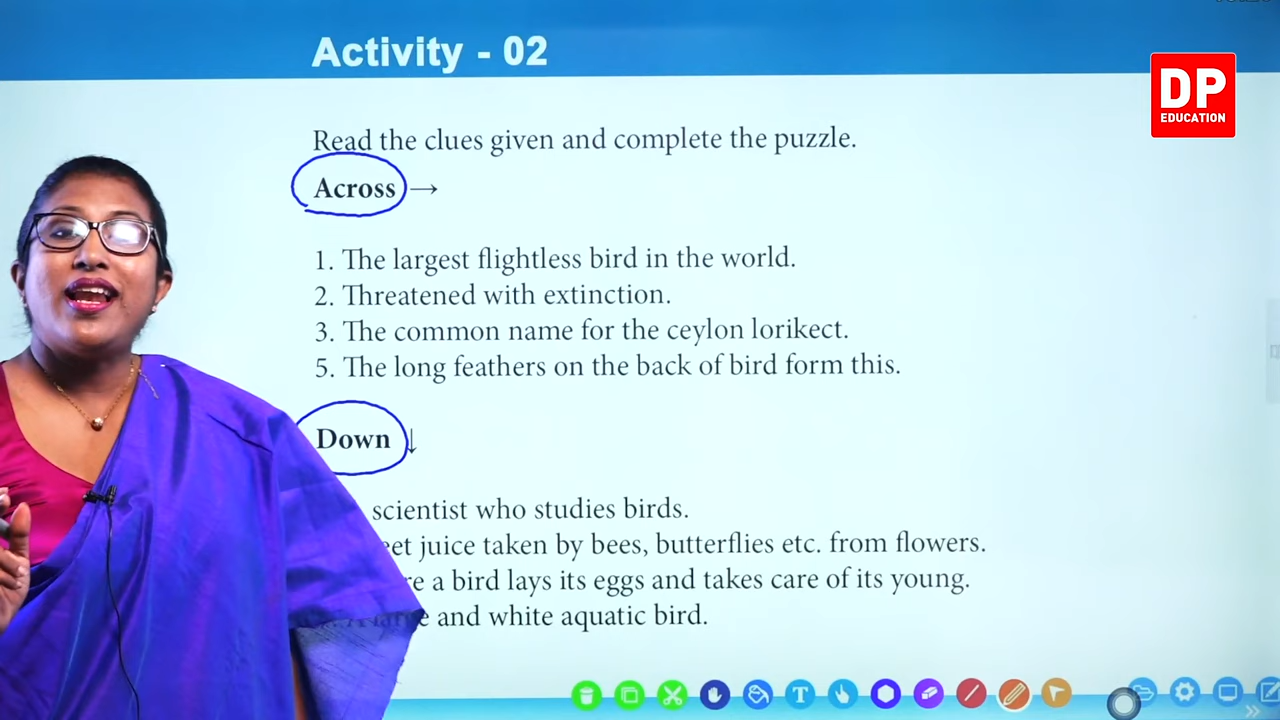 Activity - 02
DP
EDUCATION
Read the clues given and complete the puzzle.
Across →
1. The largest flightless bird in the world.
2. Threatened with extinction.
3. The common name for the ceylon lorikect.
5. The long feathers on the back of bird form this.
Down ↓
scientist who studies birds.
juice taken by bees, butterflies etc. from flowers.
a bird lays its eggs and takes care of its young.
and white aquatic bird.